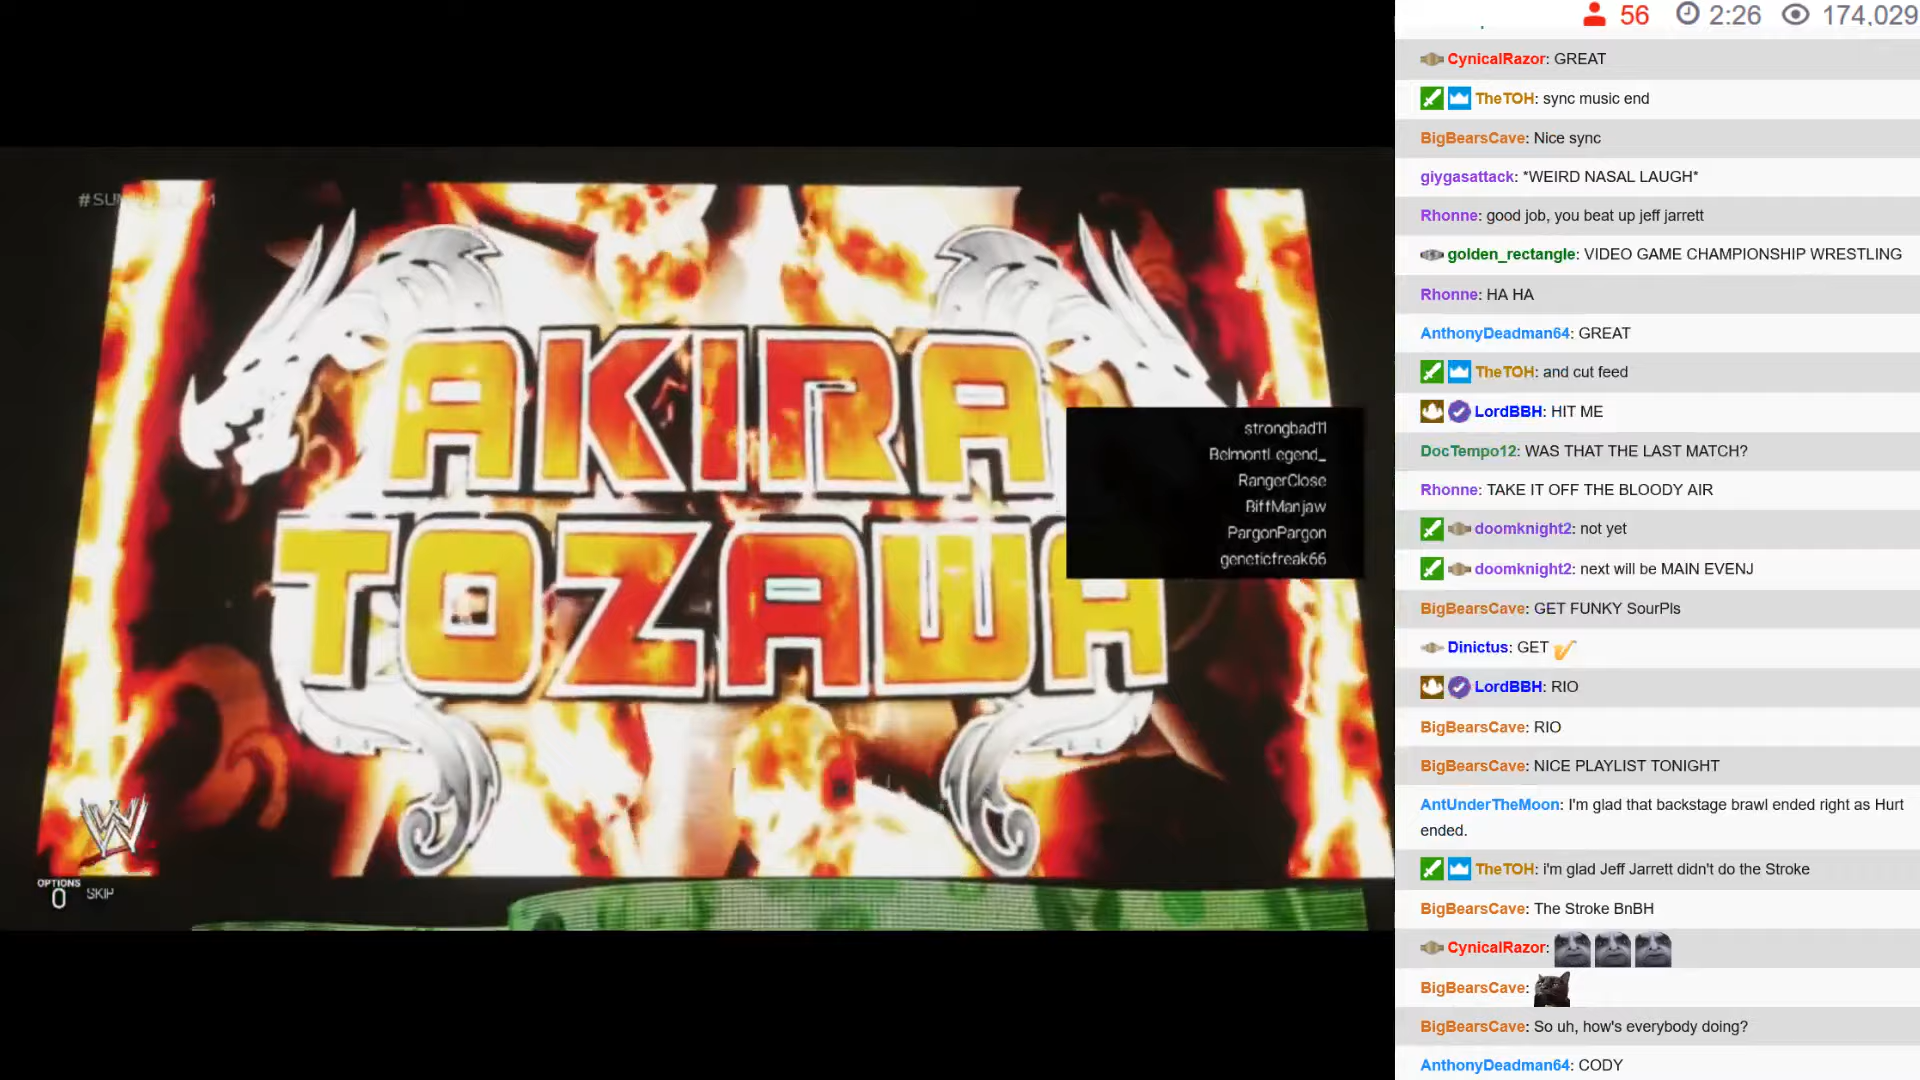 56 2:26 174,029
CynicalRazor: GREAT
TheTOH: sync music end
BigBearsCave: Nice sync
giygasattack: *WEIRD NASAL LAUGH*
Rhonne: good job, you beat up jeff jarrett
golden_rectangle: VIDEO GAME CHAMPIONSHIP WRESTLING
Rhonne: HA HA
AnthonyDeadman64: GREAT
TheTOH: and cut feed
LordBBH: HIT ME
DocTempo12: WAS THAT THE LAST MATCH?
Rhonne: TAKE IT OFF THE BLOODY AIR
doomknight2: not yet
doomknight2: next will be MAIN EVENJ
BigBearsCave: GET FUNKY SourPls
Dinictus: GET
LordBBH: RIO
BigBearsCave: RIO
BigBearsCave: NICE PLAYLIST TONIGHT
AntUnderTheMoon: I'm glad that backstage brawl ended right as Hurt
ended.
TheTOH: i'm glad Jeff Jarrett didn't do the Stroke
BigBearsCave: The Stroke BnBH
CynicalRazor:
BigBearsCave:
BigBearsCave: So uh, how's everybody doing?
AnthonyDeadman64: CODY
AKIRA
TOZAWA
strongbad11
BelmontLegend_
RangerClose
BiffManjaw
PargonPargon
geneticfreak66
W
OPTIONS
SKIP